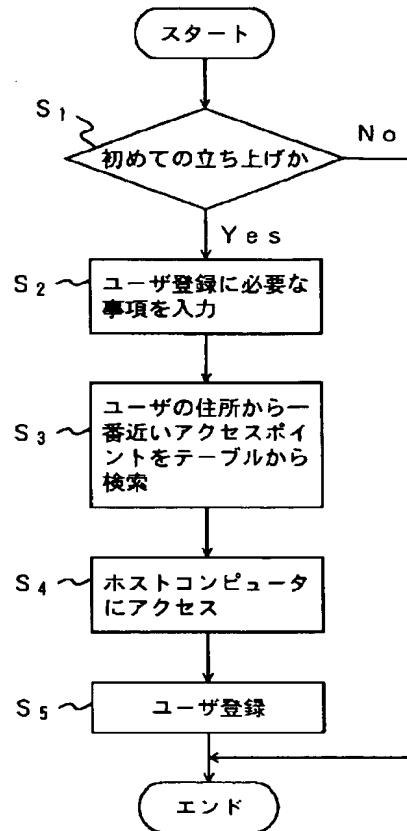 スタート
S1
初めての立ち上げか
No
Yes
S2
ユーザ登録に必要な
事項を入力
S3
ユーザの住所から一
番近いアクセスポイ
ントをテーブルから
検索
S4
ホストコンピュータ
にアクセス
S5
ユーザ登録
エンド